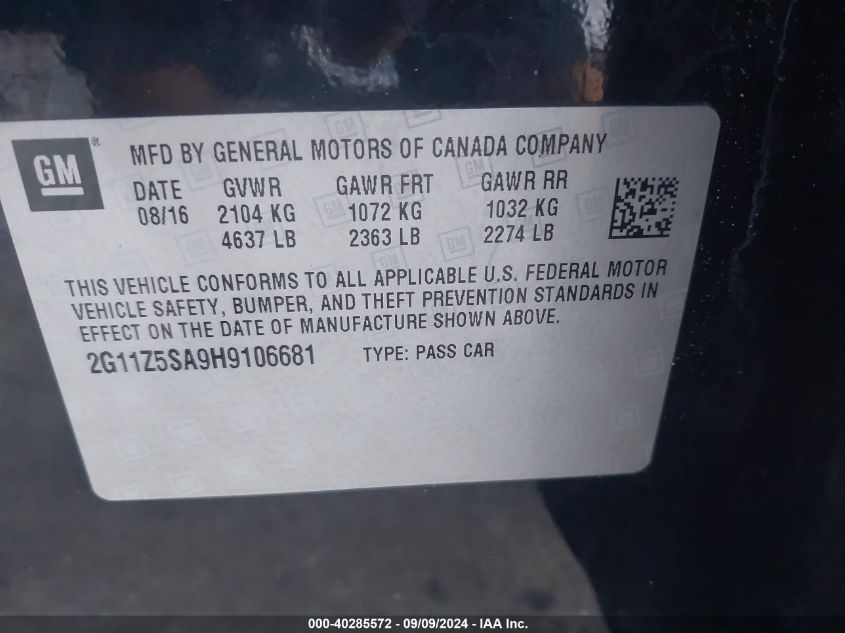 GM ®
MFD BY GENERAL MOTORS OF CANADA COMPANY
DATE GVWR GAWR FRT GAWR RR
08/16 2104 KG 1072 KG 1032 KG
4637 LB 2363 LB 2274 LB
THIS VEHICLE CONFORMS TO ALL APPLICABLE U.S. FEDERAL MOTOR
VEHICLE SAFETY, BUMPER, AND THEFT PREVENTION STANDARDS IN
EFFECT ON THE DATE OF MANUFACTURE SHOWN ABOVE.
2G11Z5SA9H9106681 TYPE: PASS CAR
000-40285572 - 09/09/2024 - IAA Inc.